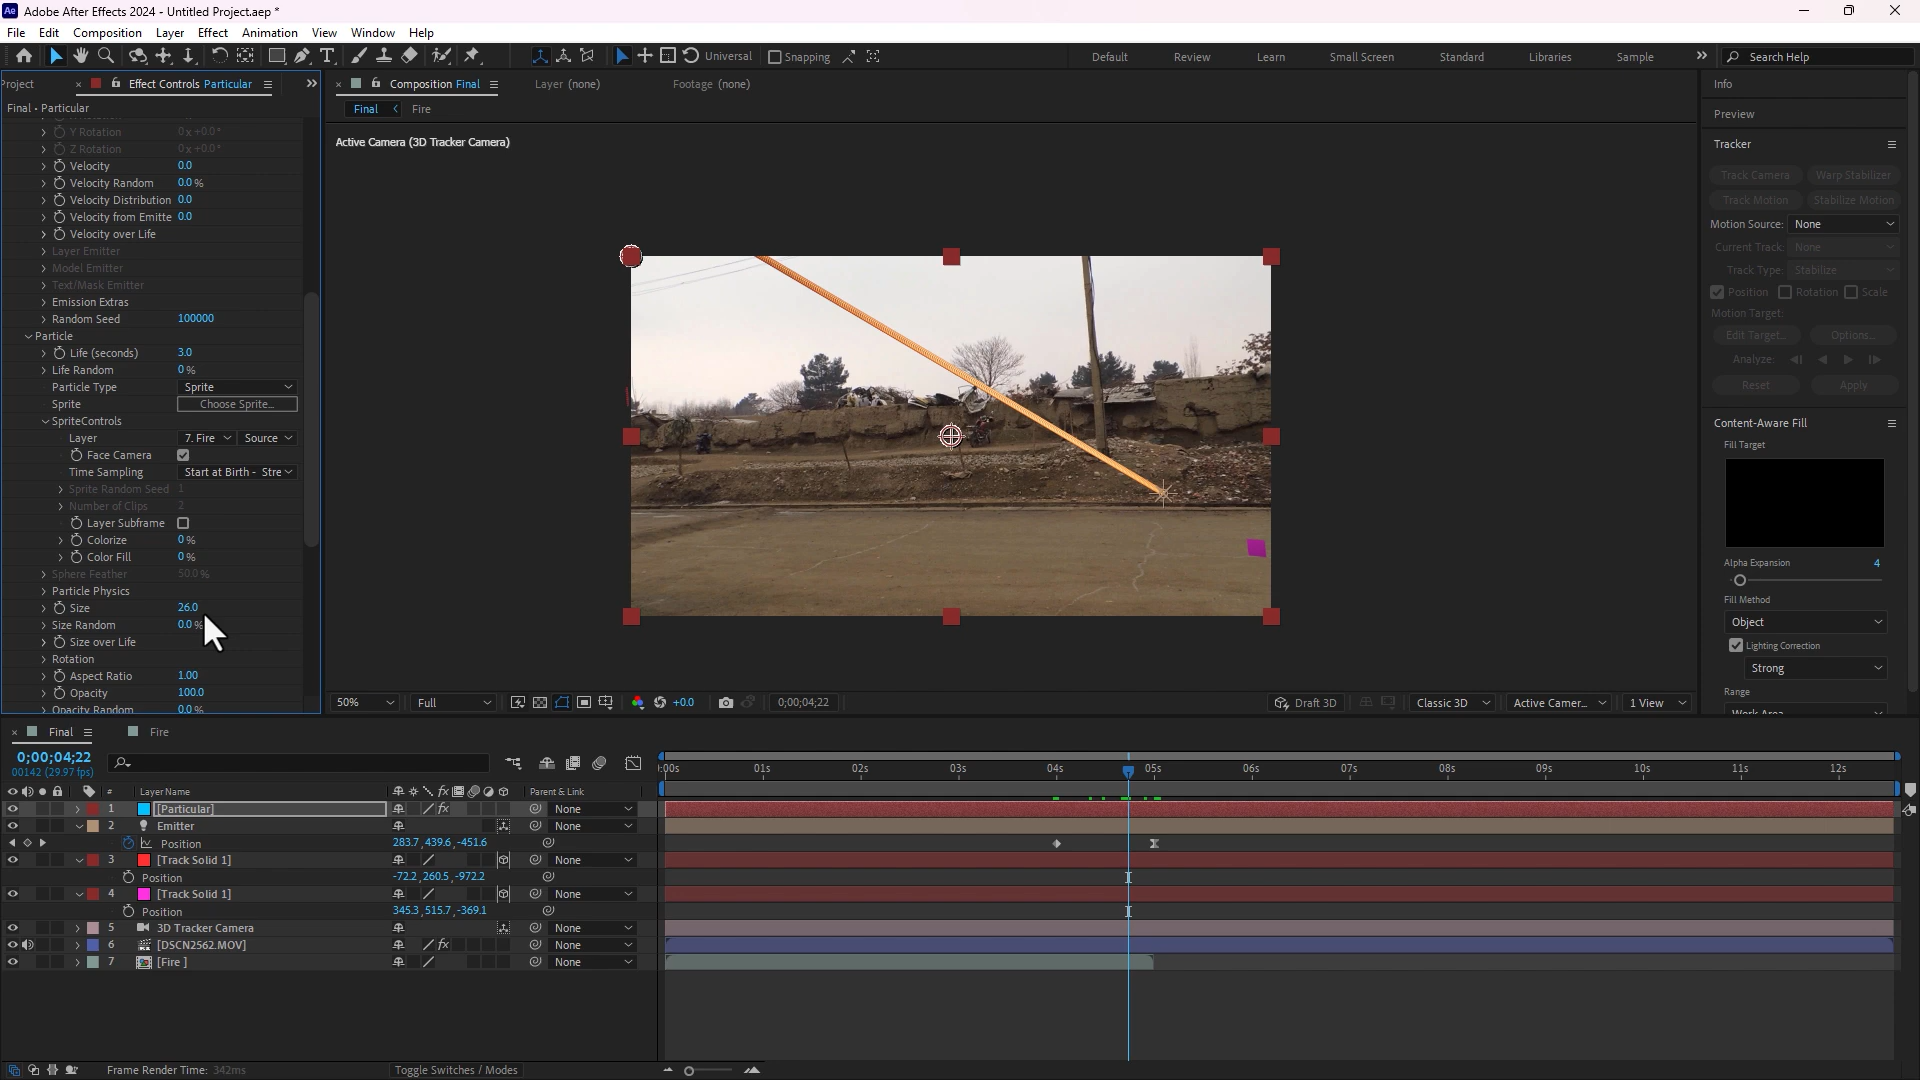 Ae Adobe After Effects 2024 - Untitled Project.aep *
File Edit Composition Layer Effect Animation View Window Help
Universal Snapping Default Review Learn Small Screen Standard Libraries Sample Search Help
Project Effect Controls Particular
Final • Particular
Y Rotation 0x+0.0°
Z Rotation 0x+0.0°
Velocity 0.0
Velocity Random 0.0 %
Velocity Distribution 0.0
Velocity from Emitte 0.0
Velocity over Life
Layer Emitter
Model Emitter
Text/Mask Emitter
Emission Extras
Random Seed 100000
Particle
Life (seconds) 3.0
Life Random 0 %
Particle Type Sprite
Sprite Choose Sprite...
SpriteControls
Layer 7. Fire Source
Face Camera
Time Sampling Start at Birth - Stre
Sprite Random Seed 1
Number of Clips 2
Layer Subframe
Colorize 0 %
Color Fill 0 %
Sphere Feather 50.0 %
Particle Physics
Size 26.0
Size Random 0.0 %
Size over Life
Rotation
Aspect Ratio 1.00
Opacity 100.0
Opacity Random 0.0 %
Composition Final Layer (none) Footage (none)
Final Fire
Active Camera (3D Tracker Camera)
50% Full +0.0 0;00;04;22 Draft 3D Classic 3D Active Camer... 1 View
Info
Preview
Tracker
Track Camera Warp Stabilizer
Track Motion Stabilize Motion
Motion Source: None
Current Track: None
Track Type: Stabilize
Position Rotation Scale
Motion Target:
Edit Target... Options...
Analyze:
Reset Apply
Content-Aware Fill
Fill Target
Alpha Expansion 4
Fill Method
Object
Lighting Correction
Strong
Range
Work Area
Final Fire
0;00;04;22
00142 (29.97 fps)
:00s 01s 02s 03s 04s 05s 06s 07s 08s 09s 10s 11s 12s
# Layer Name fx Parent & Link
1 [Particular] fx None
2 Emitter None
Position 283.7,439.6,-451.6
3 [Track Solid 1] None
Position -72.2,260.5,-972.2
4 [Track Solid 1] None
Position 345.3,515.7,-369.1
5 3D Tracker Camera None
6 [DSCN2562.MOV] fx None
7 [Fire ] None
Frame Render Time: 342ms Toggle Switches / Modes